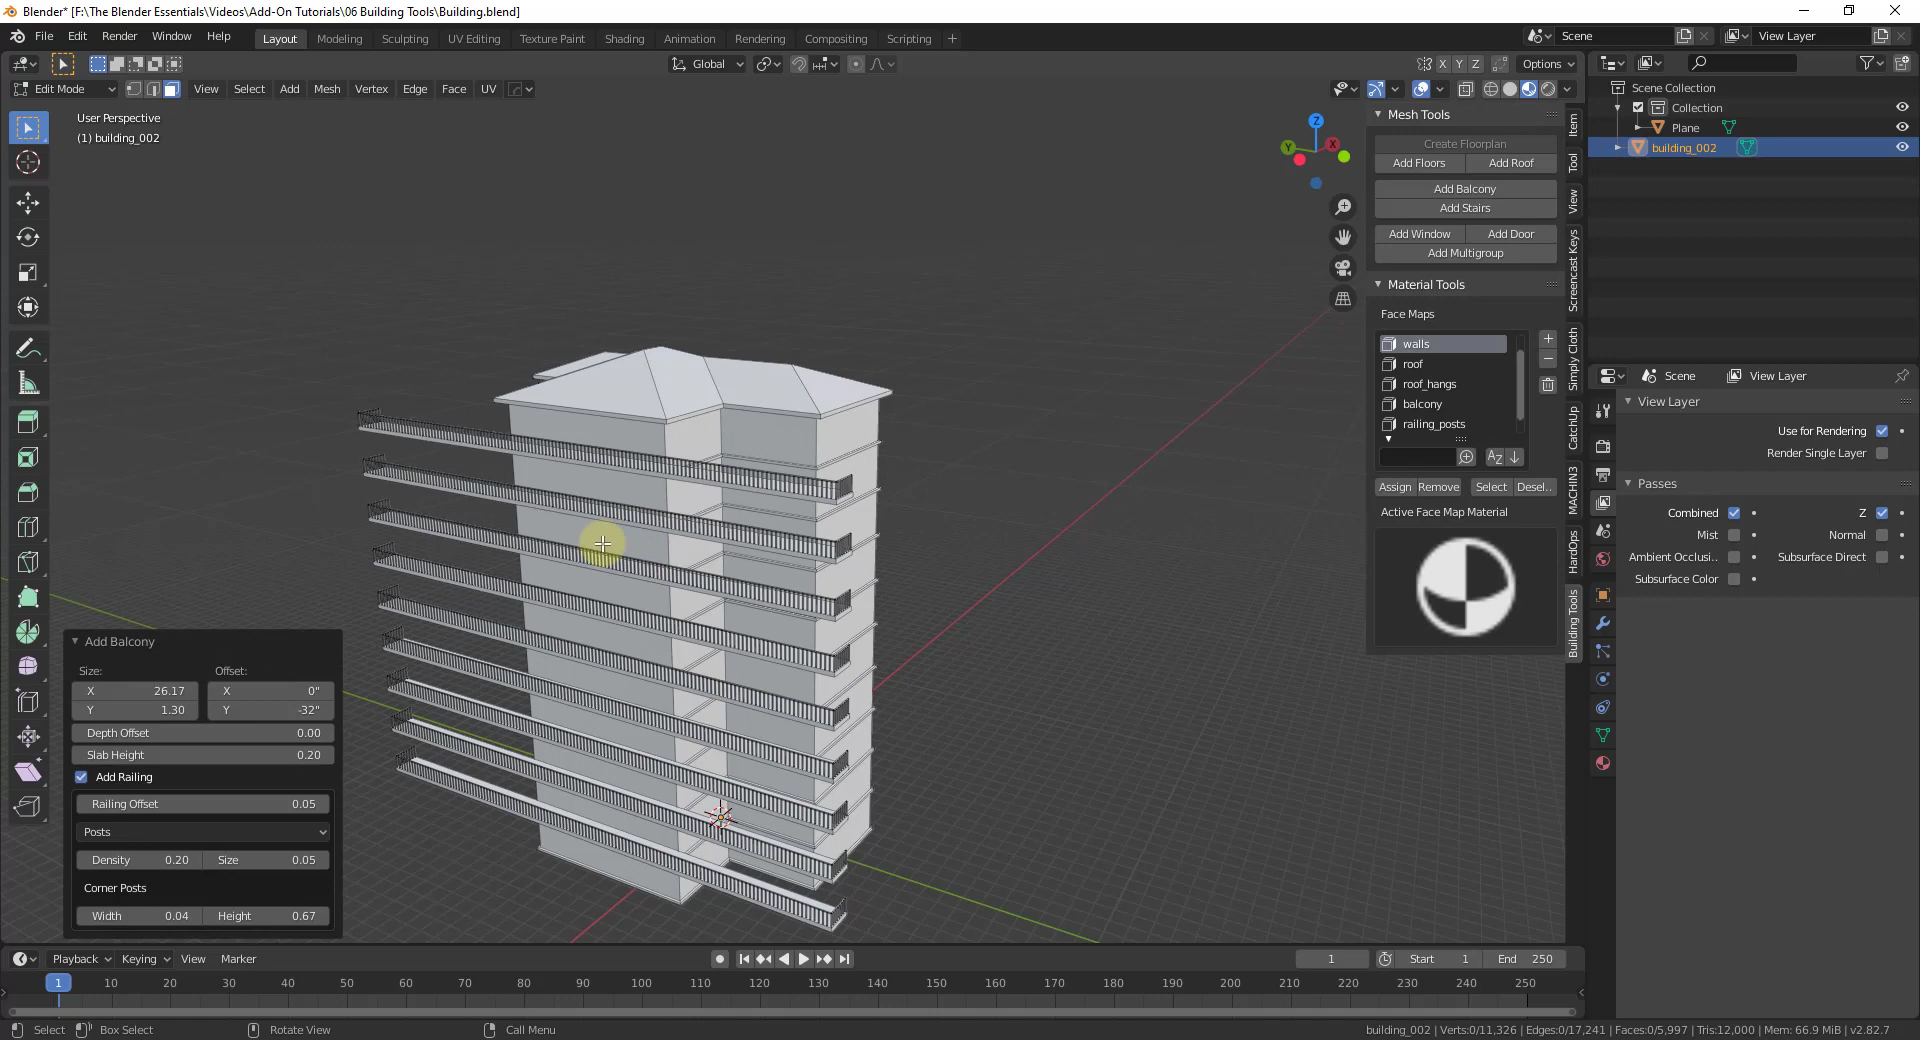 Blender* [F:\The Blender Essentials\Videos\Add-On Tutorials\06 Building Tools\Building.blend]
File Edit Render Window Help Layout Modeling Sculpting UV Editing Texture Paint Shading Animation Rendering Compositing Scripting + Scene View Layer
Global Options
X Y Z
Edit Mode View Select Add Mesh Vertex Edge Face UV
User Perspective
(1) building_002
Z
Y
X
Mesh Tools
Create Floorplan
Add Floors Add Roof
Add Balcony
Add Stairs
Add Window Add Door
Add Multigroup
Material Tools
Face Maps
walls
roof
roof_hangs
balcony
railing_posts
Assign Remove Select Desel..
Active Face Map Material
Item
Tool
View
Screencast Keys
Simply Cloth
CatchUp
MACHIN3
HardOps
Building Tools
Scene Collection
Collection
Plane
building_002
Scene View Layer
View Layer
Use for Rendering
Render Single Layer
Passes
Combined Z
Mist Normal
Ambient Occlusi.. Subsurface Direct
Subsurface Color
Add Balcony
Size: Offset:
X 26.17 X 0"
Y 1.30 Y -32"
Depth Offset 0.00
Slab Height 0.20
Add Railing
Railing Offset 0.05
Posts
Density 0.20 Size 0.05
Corner Posts
Width 0.04 Height 0.67
Playback Keying View Marker 1 Start 1 End 250
1 10 20 30 40 50 60 70 80 90 100 110 120 130 140 150 160 170 180 190 200 210 220 230 240 250
Select Box Select Rotate View Call Menu building_002 | Verts:0/11,326 | Edges:0/17,241 | Faces:0/5,997 | Tris:12,000 | Mem: 66.9 MiB | v2.82.7